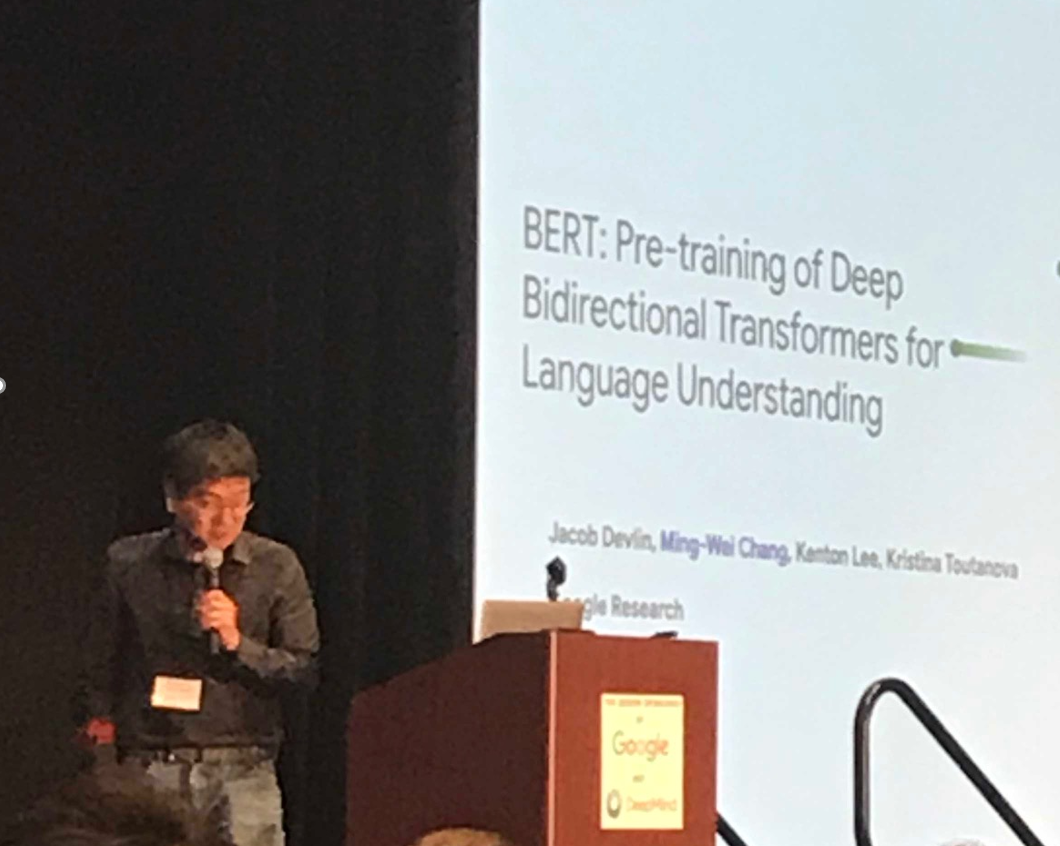 BERT: Pre-training of Deep
Bidirectional Transformers for
Language Understanding
Jacob Devlin, Ming-Wei Chang, Kenton Lee, Kristina Toutanova
Research
Google
DeepMind